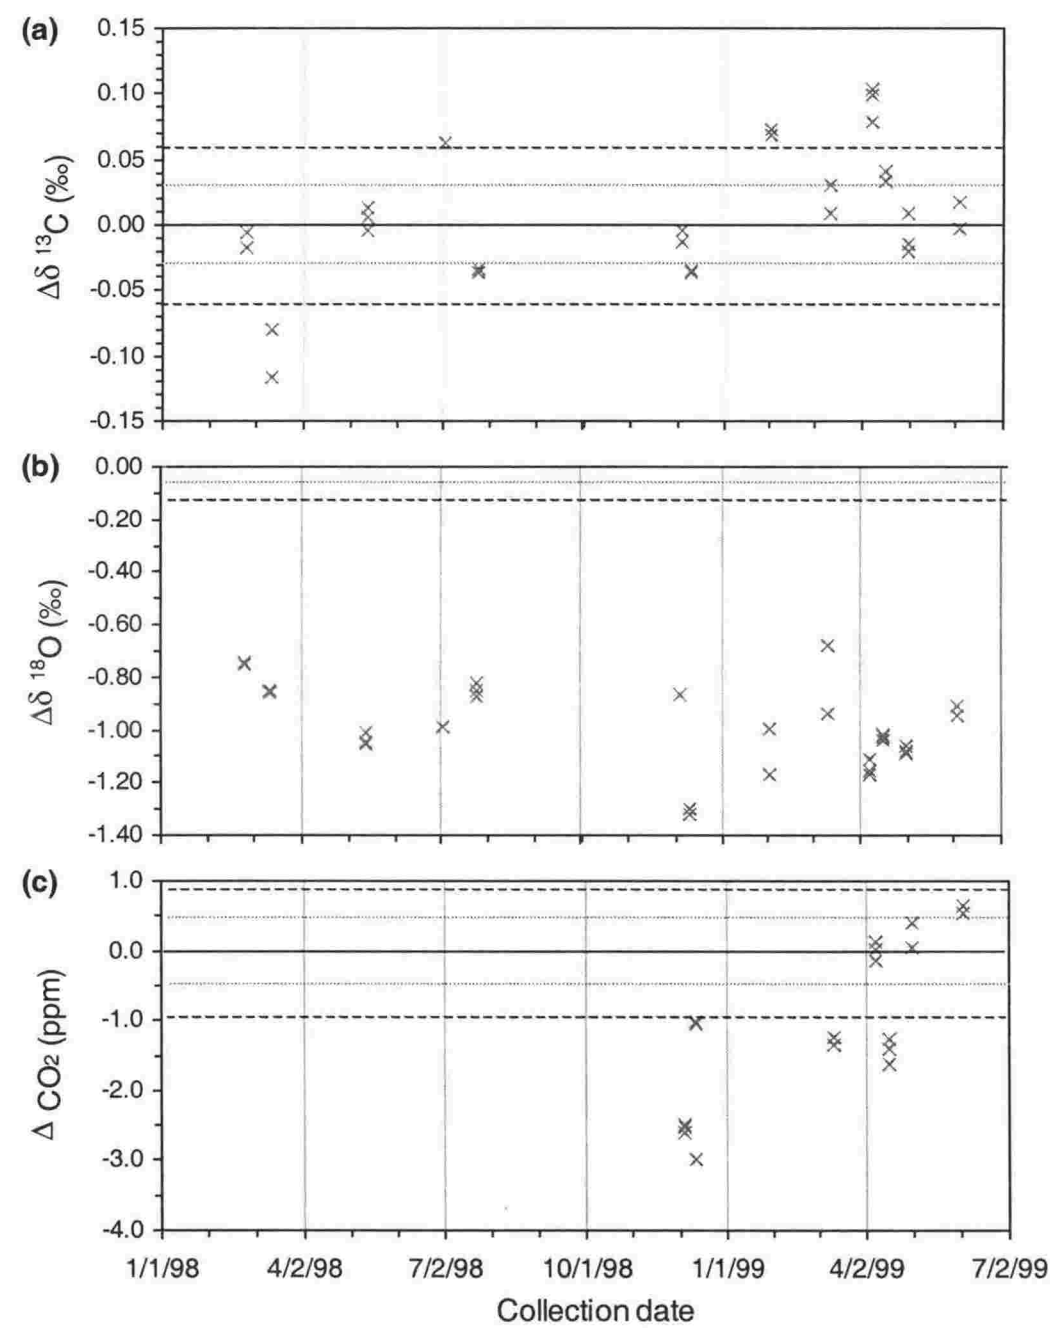 (a)
0.15
0.10
0.05
0.00
-0.05
-0.10
-0.15
Δδ ¹³C (‰)
(b)
0.00
-0.20
-0.40
-0.60
-0.80
-1.00
-1.20
-1.40
Δδ ¹⁸O (‰)
(c)
1.0
0.0
-1.0
-2.0
-3.0
-4.0
Δ CO₂ (ppm)
1/1/98 4/2/98 7/2/98 10/1/98 1/1/99 4/2/99 7/2/99
Collection date